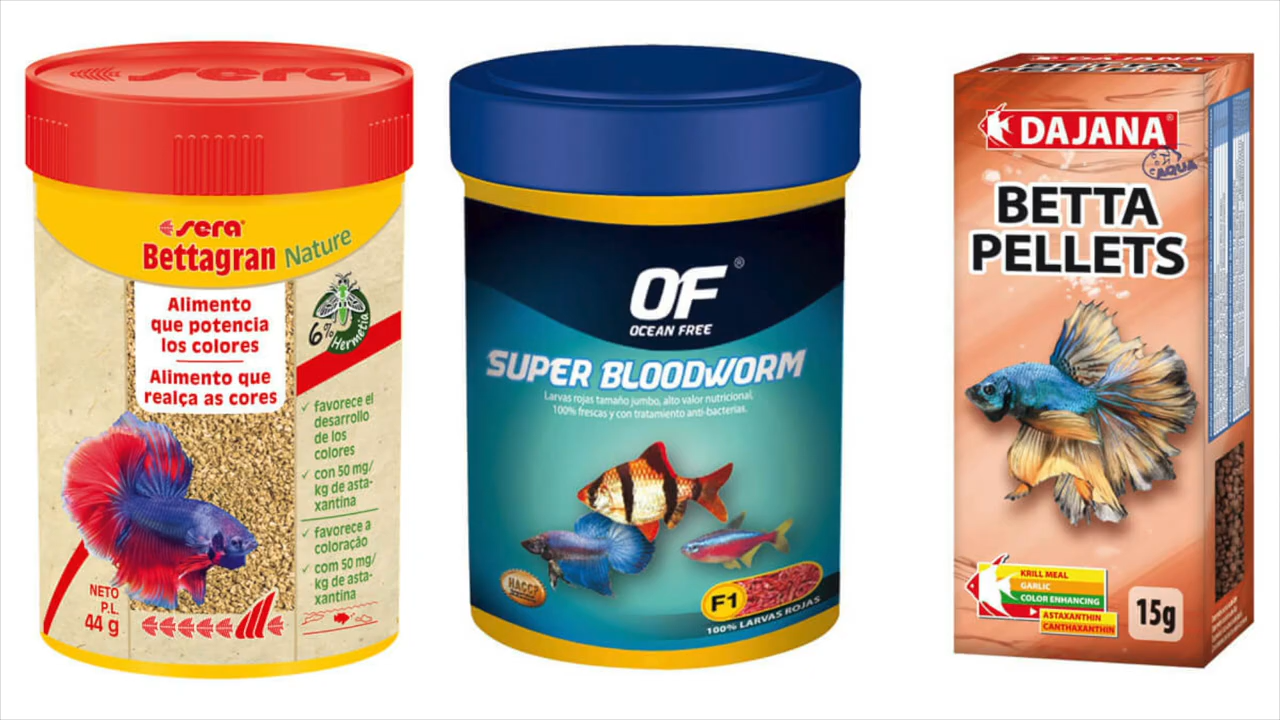 sera
sera
Bettagran Nature
Alimento
que potencia
los colores
Alimento que
realça as cores
6% Hermetia
✓ favorece el
desarrollo
de los
colores
✓ con 50 mg/
kg de asta-
xantina
✓ favorece a
coloração
✓ com 50 mg/
kg de asta-
xantina
NETO
P.L.
44 g
OF®
OCEAN FREE
SUPER BLOODWORM
Larvas rojas tamaño jumbo, alto valor nutricional,
100% frescas y con tratamiento anti-bacterias.
HACCP
F1
100% LARVAS ROJAS
DAJANA
DAJANA®
AQUA
BETTA
PELLETS
KRILL MEAL
GARLIC
COLOR ENHANCING
ASTAXANTHIN
CANTHAXANTHIN
15g